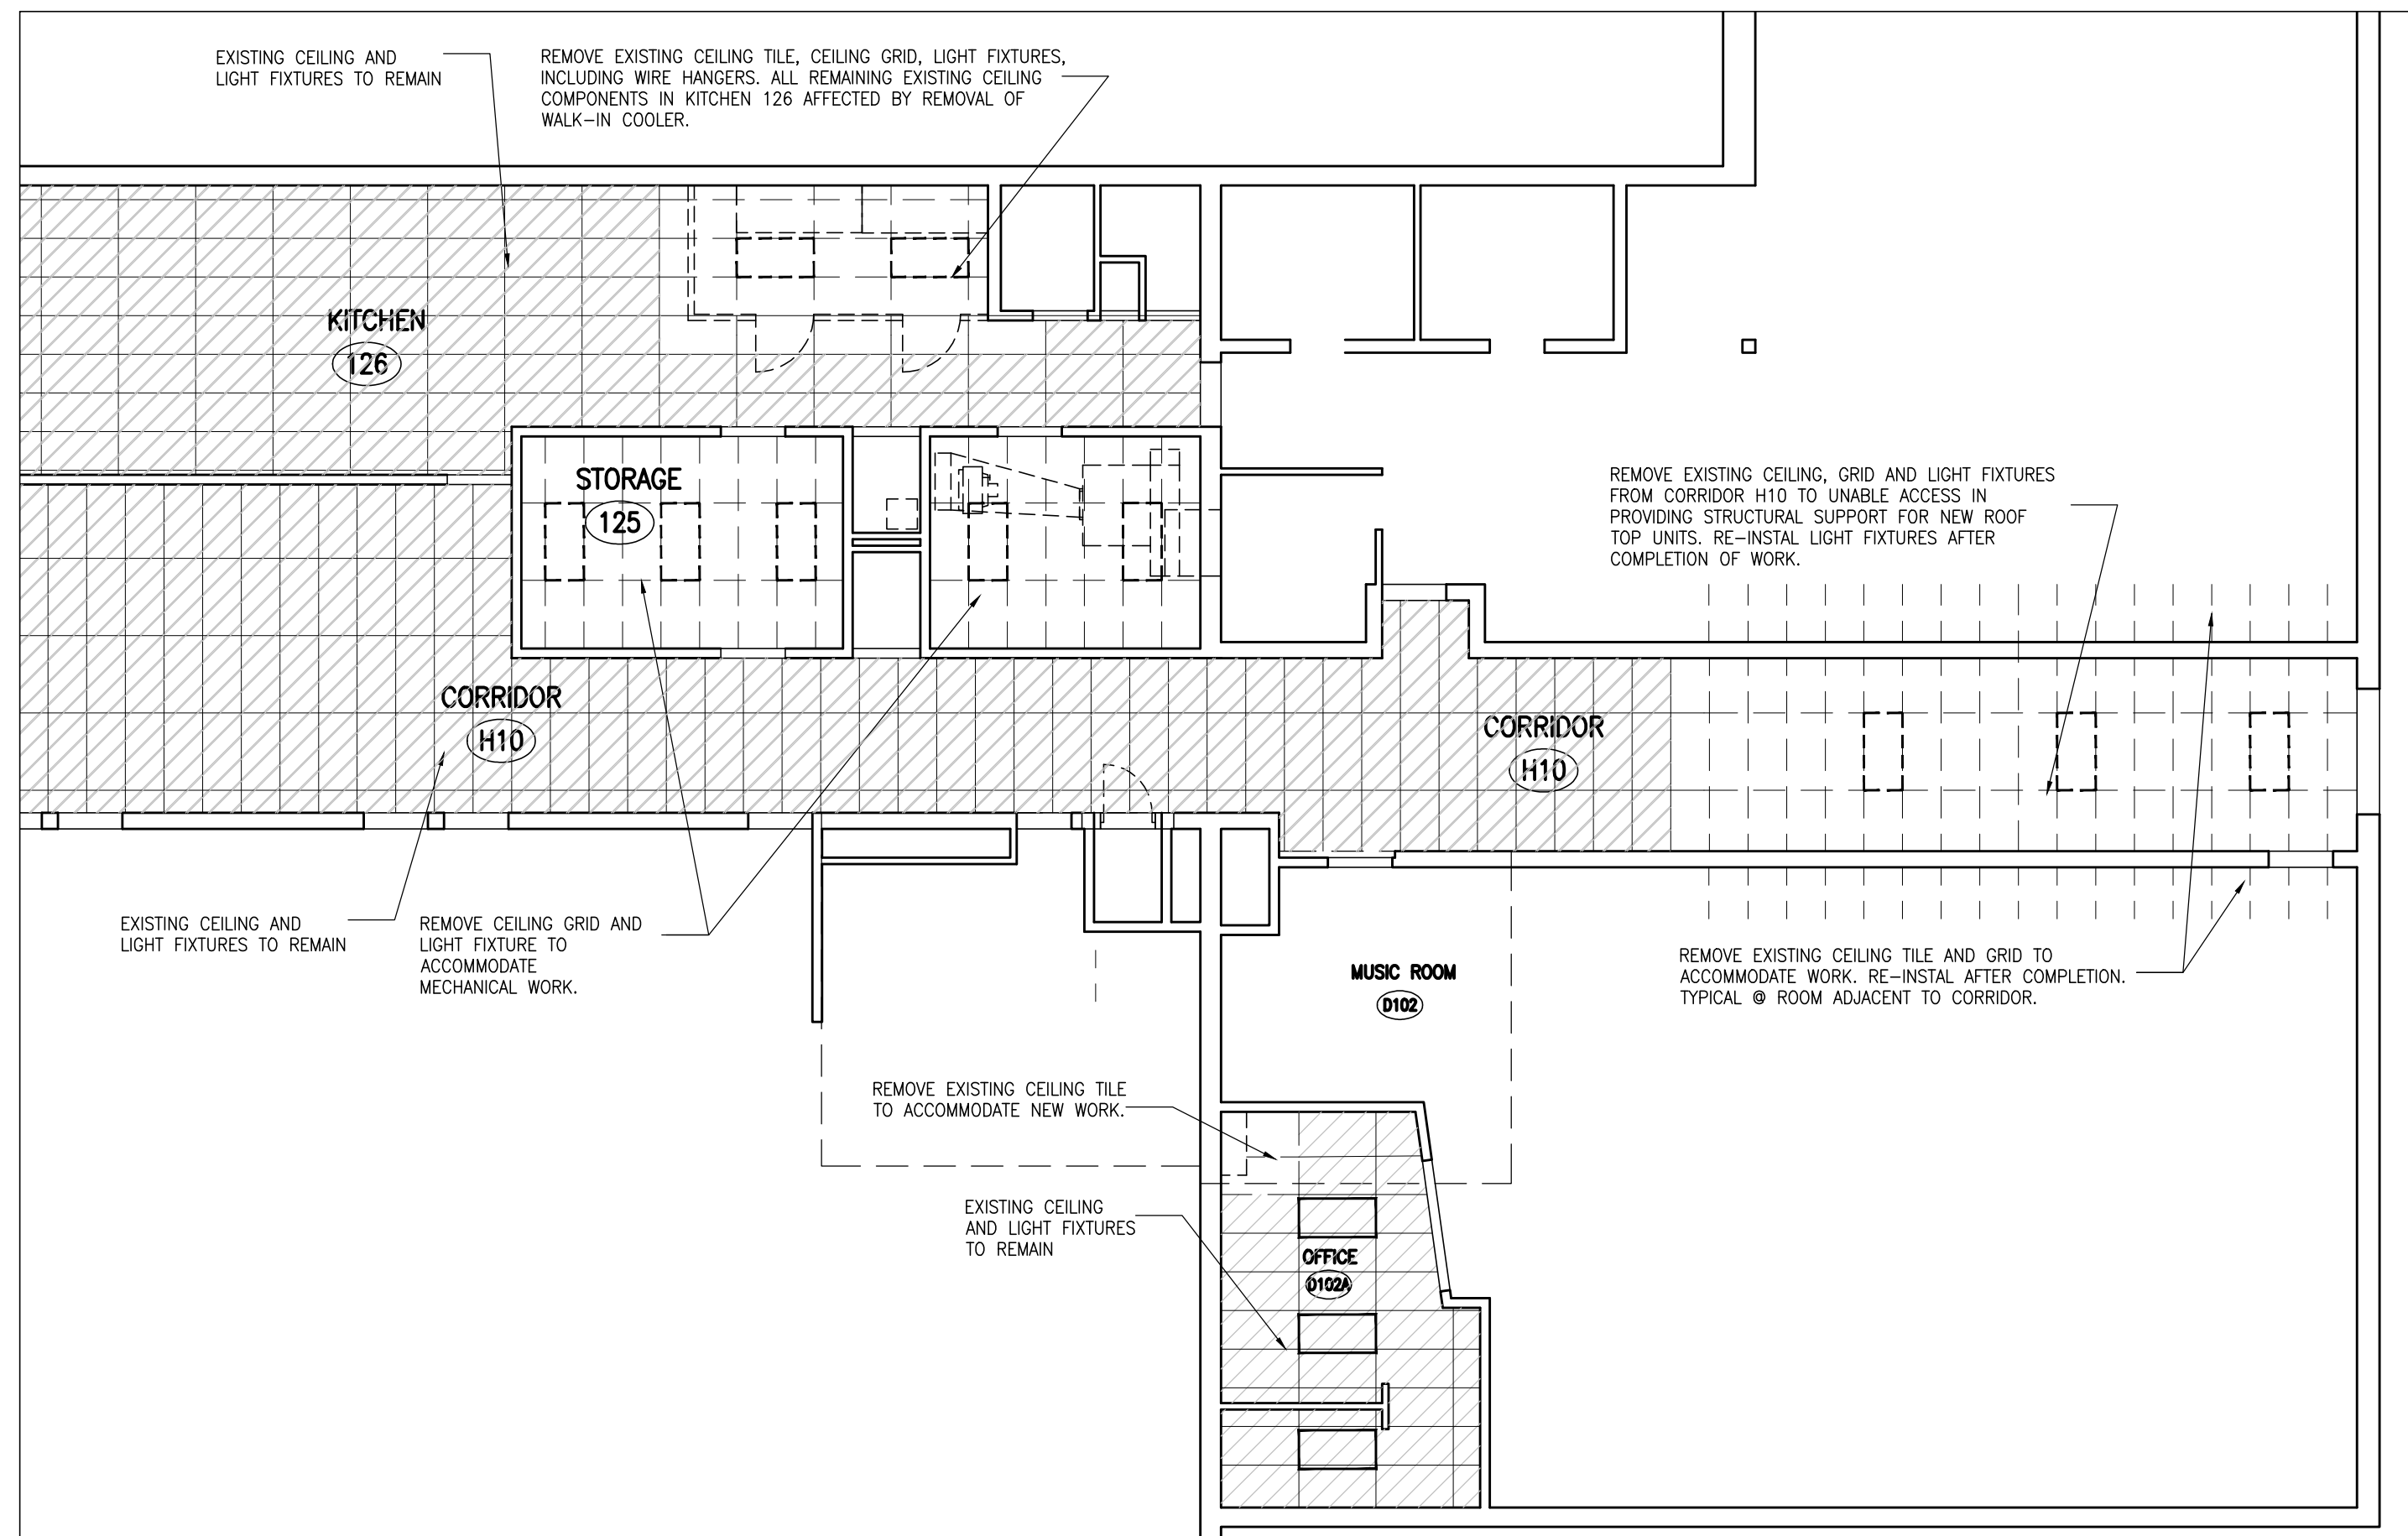 EXISTING CEILING AND
LIGHT FIXTURES TO REMAIN
REMOVE EXISTING CEILING TILE, CEILING GRID, LIGHT FIXTURES,
INCLUDING WIRE HANGERS. ALL REMAINING EXISTING CEILING
COMPONENTS IN KITCHEN 126 AFFECTED BY REMOVAL OF
WALK-IN COOLER.
KITCHEN
126
STORAGE
125
REMOVE EXISTING CEILING, GRID AND LIGHT FIXTURES
FROM CORRIDOR H10 TO UNABLE ACCESS IN
PROVIDING STRUCTURAL SUPPORT FOR NEW ROOF
TOP UNITS. RE-INSTAL LIGHT FIXTURES AFTER
COMPLETION OF WORK.
CORRIDOR
H10
CORRIDOR
H10
EXISTING CEILING AND
LIGHT FIXTURES TO REMAIN
REMOVE CEILING GRID AND
LIGHT FIXTURE TO
ACCOMMODATE
MECHANICAL WORK.
MUSIC ROOM
D102
REMOVE EXISTING CEILING TILE AND GRID TO
ACCOMMODATE WORK. RE-INSTAL AFTER COMPLETION.
TYPICAL @ ROOM ADJACENT TO CORRIDOR.
REMOVE EXISTING CEILING TILE
TO ACCOMMODATE NEW WORK.
EXISTING CEILING
AND LIGHT FIXTURES
TO REMAIN
OFFICE
D102A